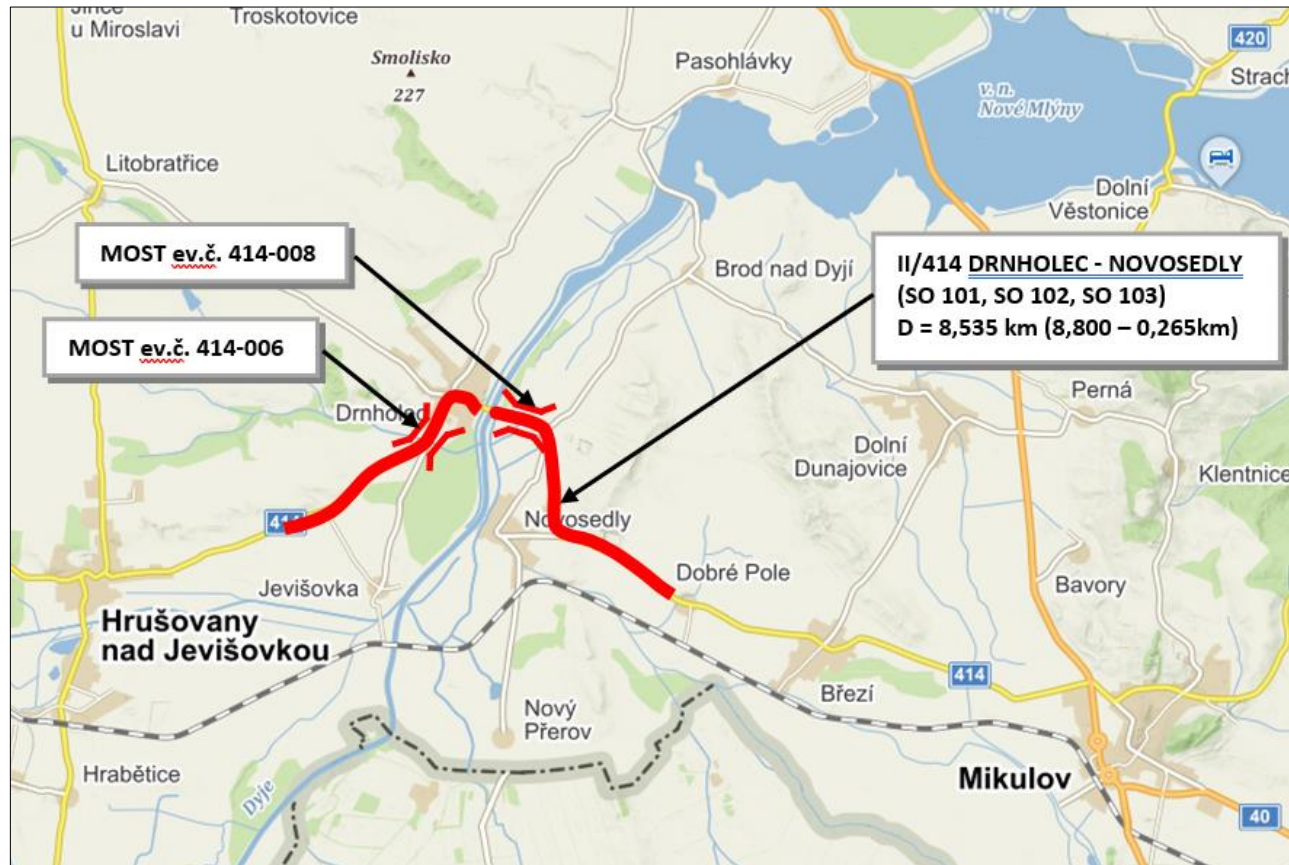 Troskotovice
u Miroslavi
Smolisko
227
Pasohlávky
420
Strach
v. n.
Nové Mlýny
Litobratřice
Dolní
Věstonice
MOST ev.č. 414-008
Brod nad Dyjí
II/414 DRNHOLEC - NOVOSEDLY
(SO 101, SO 102, SO 103)
D = 8,535 km (8,800 – 0,265km)
MOST ev.č. 414-006
Perná
Drnholec
Dolní
Dunajovice
Klentnice
414
Novosedly
Jevišovka
Dobré Pole
Bavory
Hrušovany
nad Jevišovkou
414
Březí
Nový
Přerov
Hrabětice
Dyje
Mikulov
40